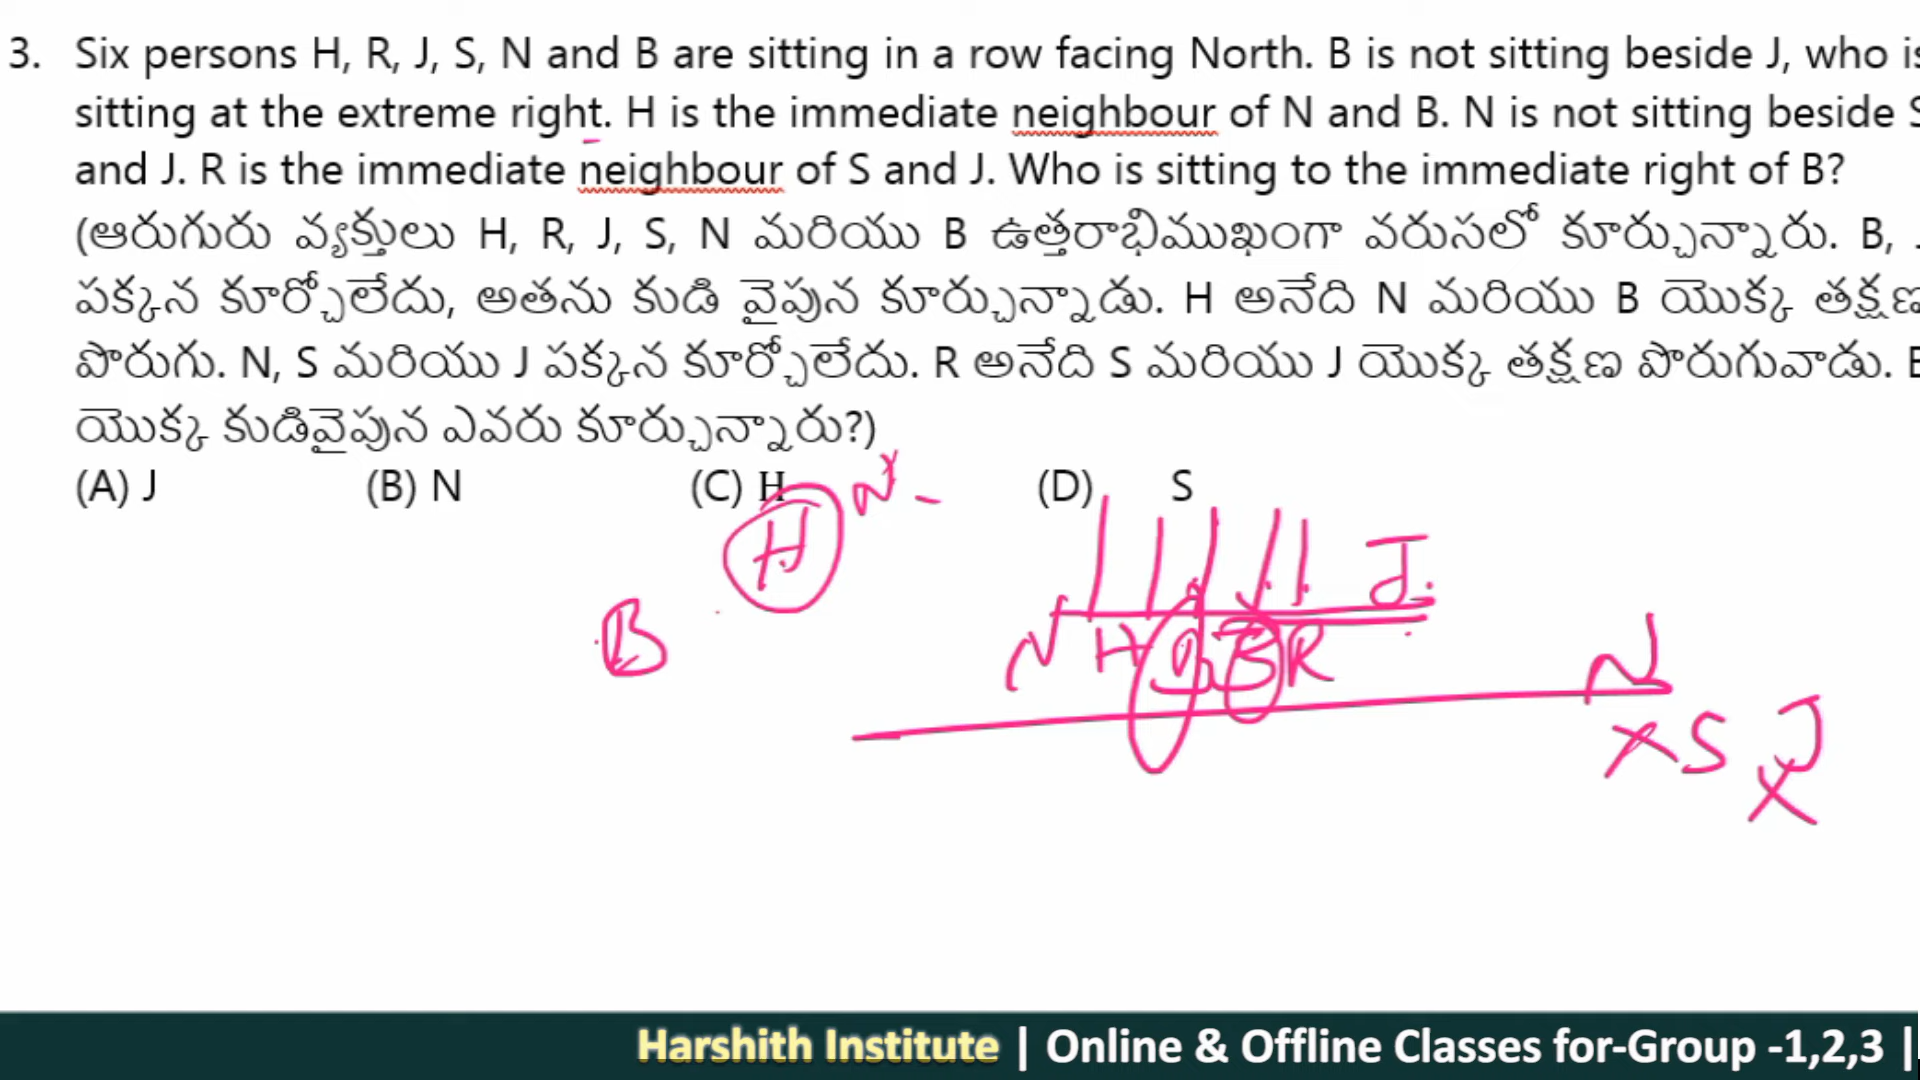 3. Six persons H, R, J, S, N and B are sitting in a row facing North. B is not sitting beside J, who is
sitting at the extreme right. H is the immediate neighbour of N and B. N is not sitting beside S
and J. R is the immediate neighbour of S and J. Who is sitting to the immediate right of B?
(ఆరుగురు వ్యక్తులు H, R, J, S, N మరియు B ఉత్తరాభిముఖంగా వరుసలో కూర్చున్నారు. B,
పక్కన కూర్చోలేదు, అతను కుడి వైపున కూర్చున్నాడు. H అనేది N మరియు B యొక్క తక్షణ
పొరుగు. N, S మరియు J పక్కన కూర్చోలేదు. R అనేది S మరియు J యొక్క తక్షణ పొరుగువాడు. B
యొక్క కుడివైపున ఎవరు కూర్చున్నారు?)
(A) J (B) N (C) H (D) S
H N
J
B N H B R N
S J
Harshith Institute | Online & Offline Classes for-Group -1,2,3 |